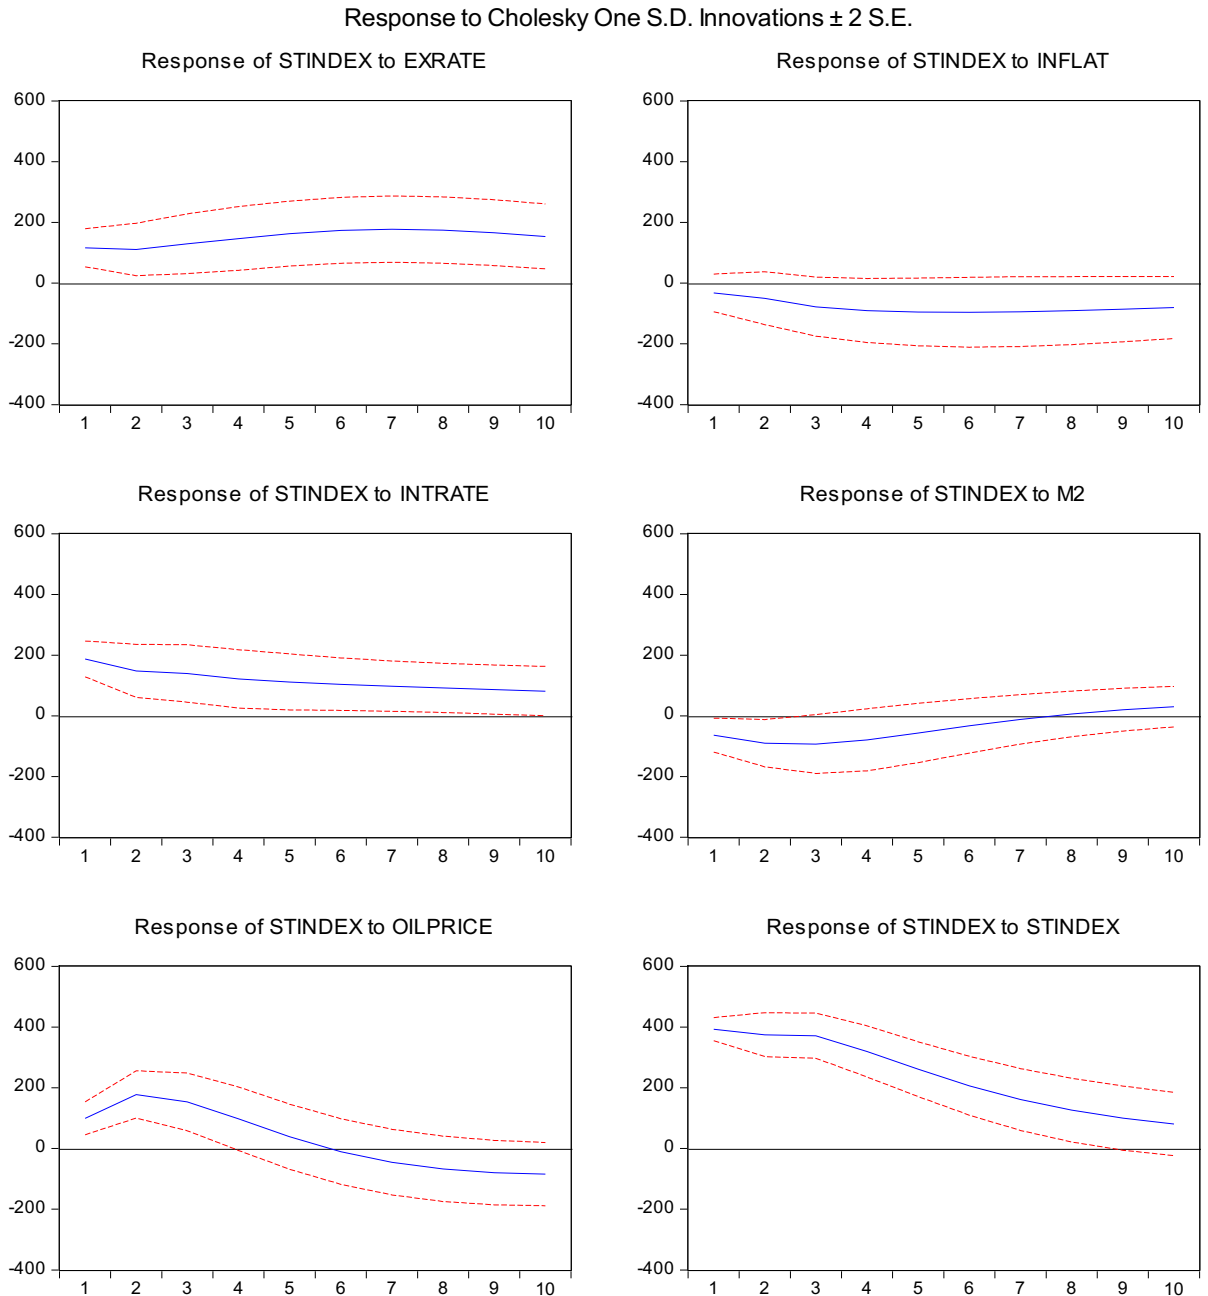 Response to Cholesky One S.D. Innovations ± 2 S.E.
Response of STINDEX to EXRATE
600
400
200
0
-200
-400
1 2 3 4 5 6 7 8 9 10
Response of STINDEX to INFLAT
600
400
200
0
-200
-400
1 2 3 4 5 6 7 8 9 10
Response of STINDEX to INTRATE
600
400
200
0
-200
-400
1 2 3 4 5 6 7 8 9 10
Response of STINDEX to M2
600
400
200
0
-200
-400
1 2 3 4 5 6 7 8 9 10
Response of STINDEX to OILPRICE
600
400
200
0
-200
-400
1 2 3 4 5 6 7 8 9 10
Response of STINDEX to STINDEX
600
400
200
0
-200
-400
1 2 3 4 5 6 7 8 9 10